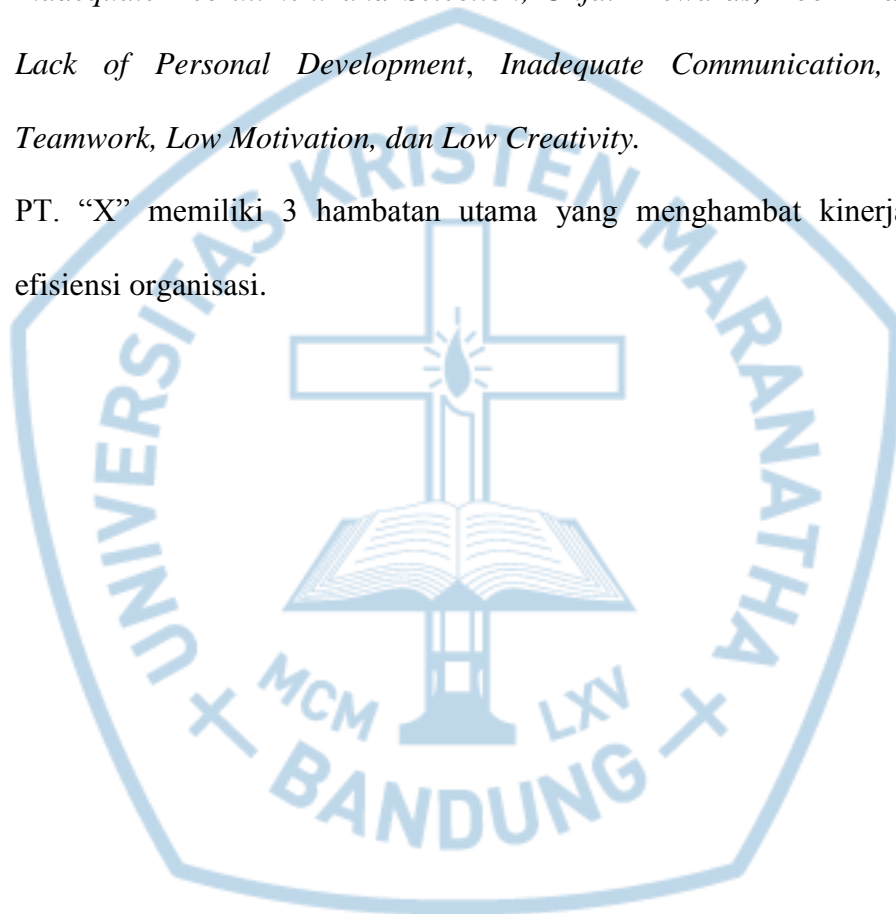 Lack of Personal Development, Inadequate Communication,
Teamwork, Low Motivation, dan Low Creativity.
PT. “X” memiliki 3 hambatan utama yang menghambat kinerja
efisiensi organisasi.
UNIVERSITAS KRISTEN MARANATHA
MCM LXV
BANDUNG